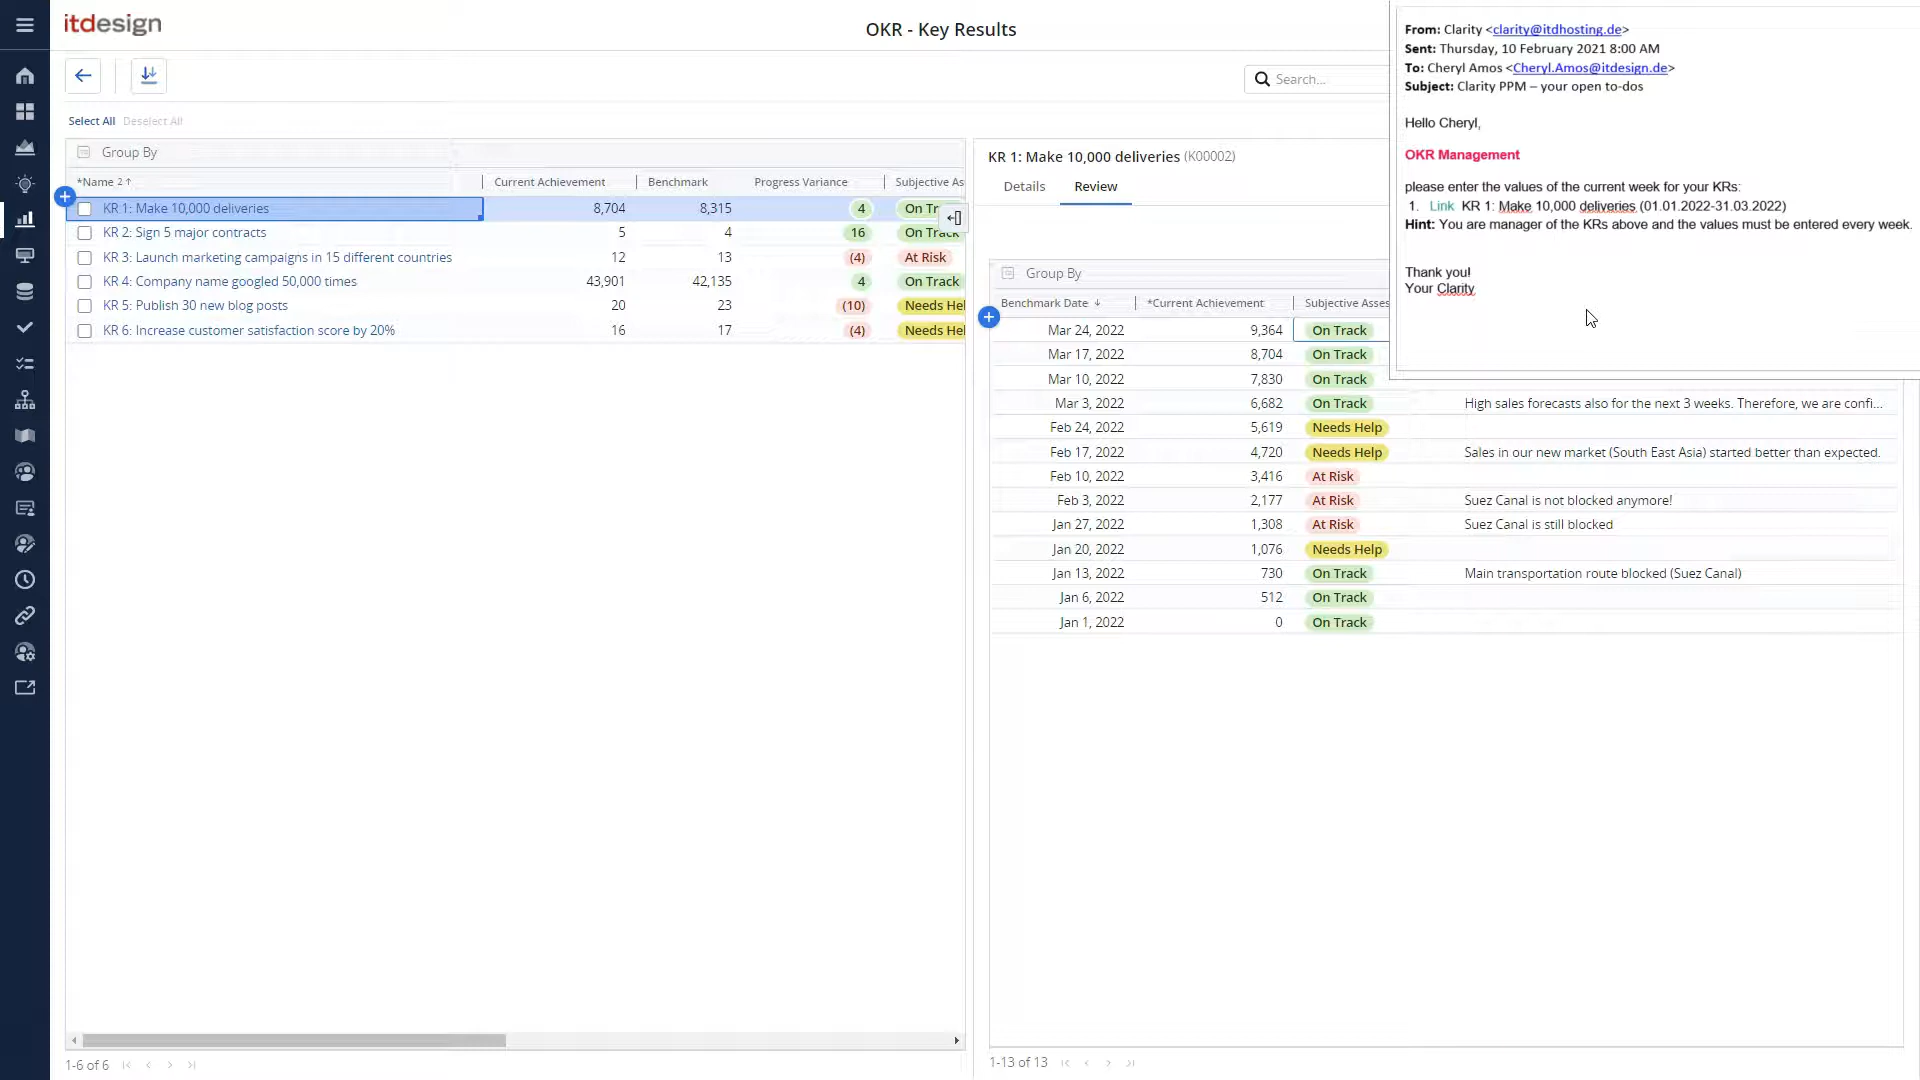 itdesign
OKR - Key Results
Search...
Select All Deselect All
Group By
*Name 2 ↑ Current Achievement Benchmark Progress Variance Subjective As
KR 1: Make 10,000 deliveries 8,704 8,315 4 On Tr
KR 2: Sign 5 major contracts 5 4 16 On Track
KR 3: Launch marketing campaigns in 15 different countries 12 13 (4) At Risk
KR 4: Company name googled 50,000 times 43,901 42,135 4 On Track
KR 5: Publish 30 new blog posts 20 23 (10) Needs Hel
KR 6: Increase customer satisfaction score by 20% 16 17 (4) Needs Hel
1-6 of 6
KR 1: Make 10,000 deliveries (K00002)
Details Review
Group By
Benchmark Date ↓ *Current Achievement Subjective Asses
Mar 24, 2022 9,364 On Track
Mar 17, 2022 8,704 On Track
Mar 10, 2022 7,830 On Track
Mar 3, 2022 6,682 On Track High sales forecasts also for the next 3 weeks. Therefore, we are confi...
Feb 24, 2022 5,619 Needs Help
Feb 17, 2022 4,720 Needs Help Sales in our new market (South East Asia) started better than expected.
Feb 10, 2022 3,416 At Risk
Feb 3, 2022 2,177 At Risk Suez Canal is not blocked anymore!
Jan 27, 2022 1,308 At Risk Suez Canal is still blocked
Jan 20, 2022 1,076 Needs Help
Jan 13, 2022 730 On Track Main transportation route blocked (Suez Canal)
Jan 6, 2022 512 On Track
Jan 1, 2022 0 On Track
1-13 of 13
From: Clarity <clarity@itdhosting.de>
Sent: Thursday, 10 February 2021 8:00 AM
To: Cheryl Amos <Cheryl.Amos@itdesign.de>
Subject: Clarity PPM – your open to-dos
Hello Cheryl,
OKR Management
please enter the values of the current week for your KRs:
1. Link KR 1: Make 10,000 deliveries (01.01.2022-31.03.2022)
Hint: You are manager of the KRs above and the values must be entered every week.
Thank you!
Your Clarity